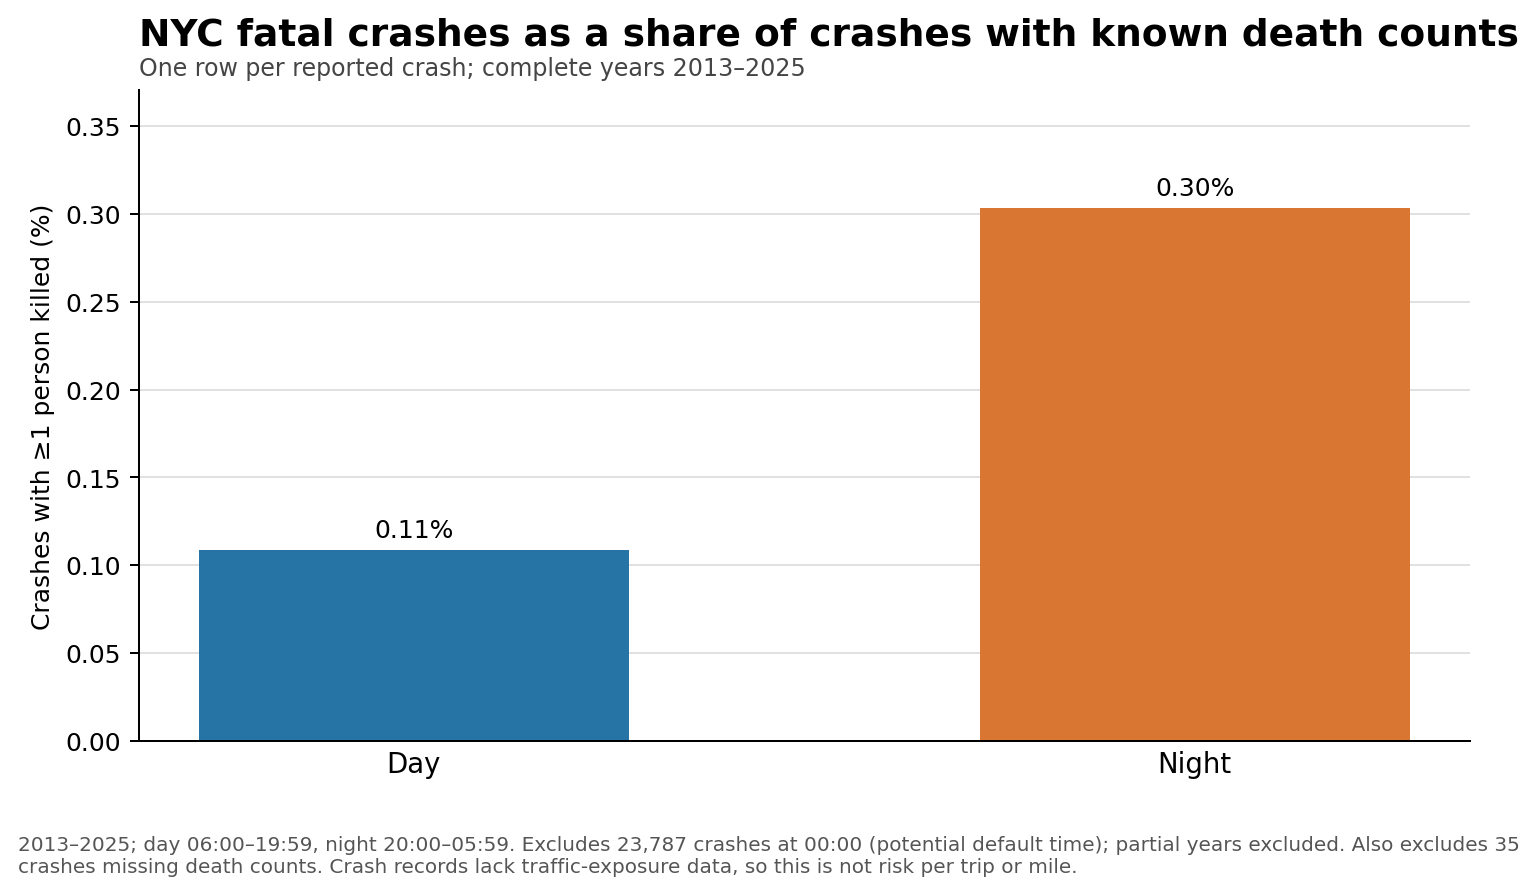 NYC fatal crashes as a share of crashes with known death counts
One row per reported crash; complete years 2013–2025
Crashes with ≥1 person killed (%)
0.35
0.30
0.25
0.20
0.15
0.10
0.05
0.00
0.11%
0.30%
Day
Night
2013–2025; day 06:00–19:59, night 20:00–05:59. Excludes 23,787 crashes at 00:00 (potential default time); partial years excluded. Also excludes 35
crashes missing death counts. Crash records lack traffic-exposure data, so this is not risk per trip or mile.